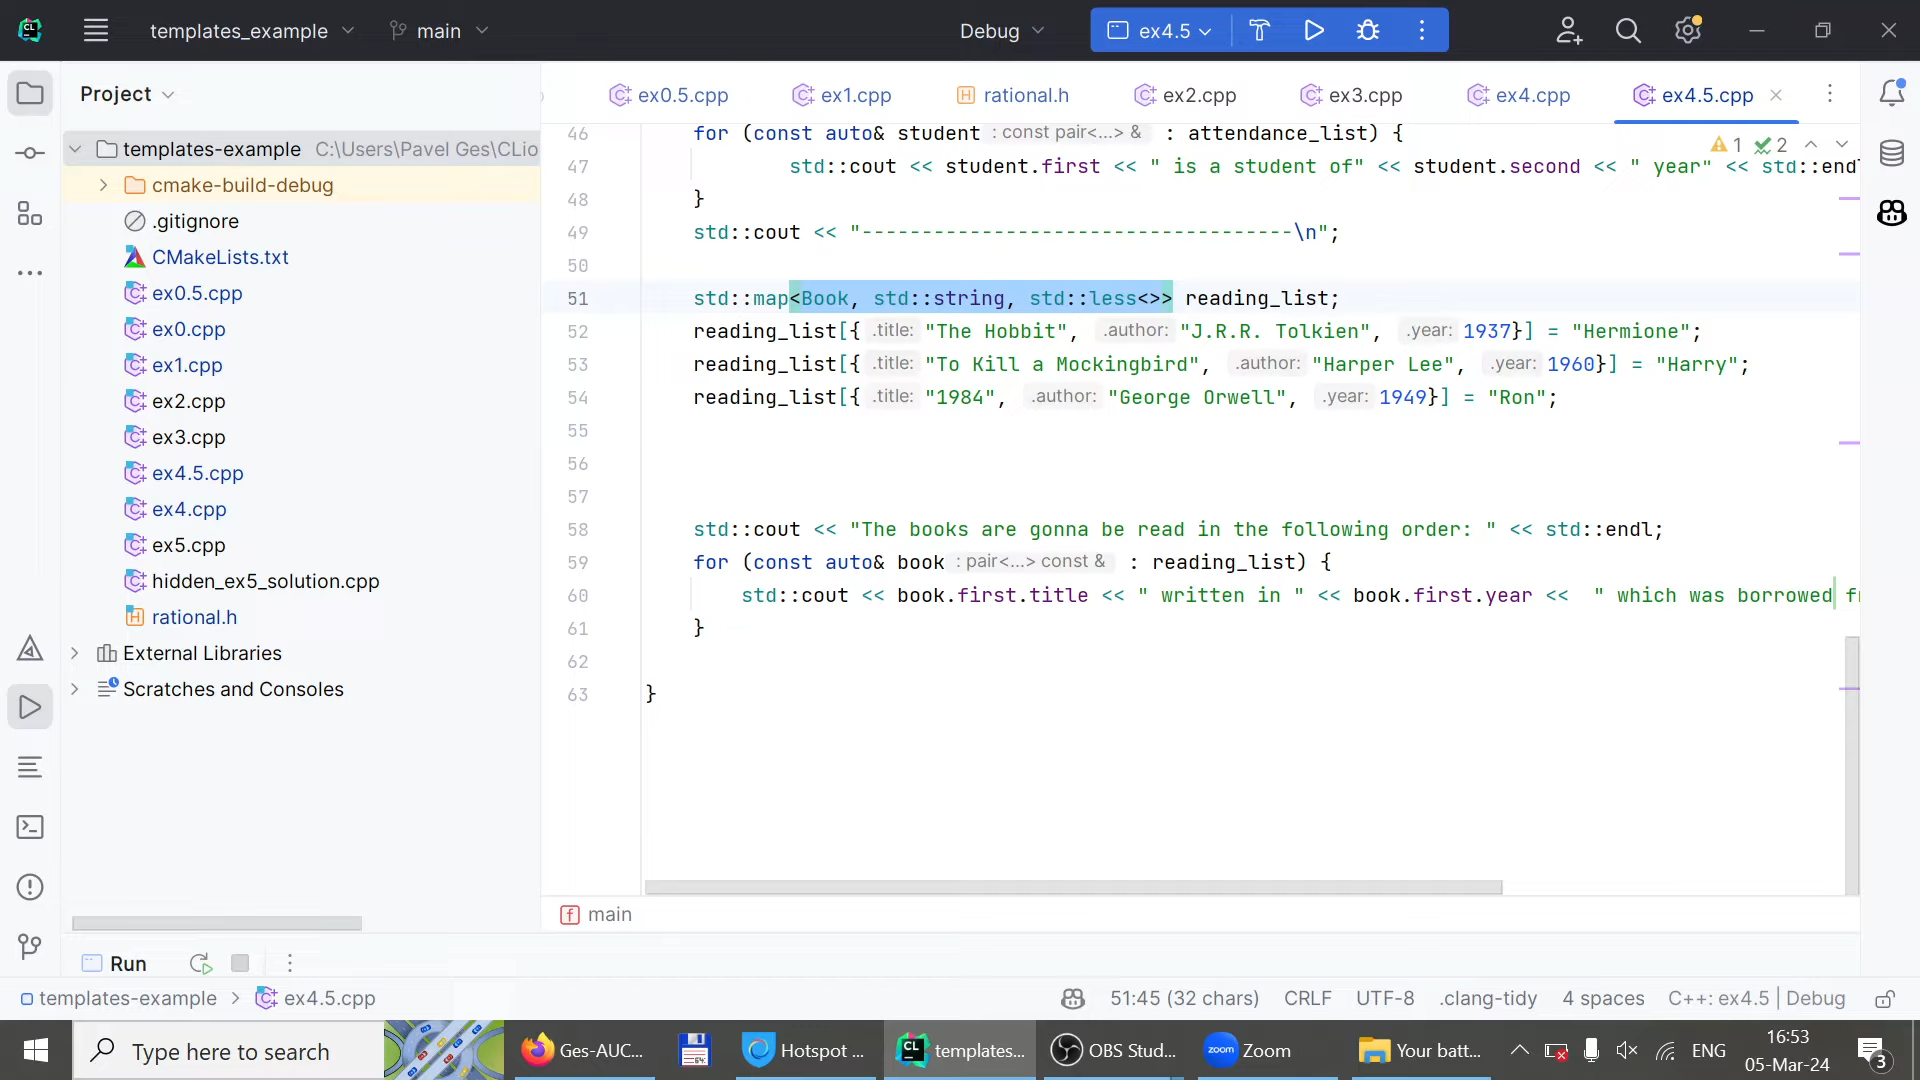 templates_example
main
Debug
ex4.5
Project
ex0.5.cpp
ex1.cpp
rational.h
ex2.cpp
ex3.cpp
ex4.cpp
ex4.5.cpp
templates-example C:\Users\Pavel Ges\CLio
cmake-build-debug
.gitignore
CMakeLists.txt
ex0.5.cpp
ex0.cpp
ex1.cpp
ex2.cpp
ex3.cpp
ex4.5.cpp
ex4.cpp
ex5.cpp
hidden_ex5_solution.cpp
rational.h
External Libraries
Scratches and Consoles
1 2
46 for (const auto& student : const pair<...> & : attendance_list) {
47 std::cout << student.first << " is a student of" << student.second << " year" << std::endl
48 }
49 std::cout << "------------------------------------\n";
50
51 std::map<Book, std::string, std::less<>> reading_list;
52 reading_list[{ .title: "The Hobbit", .author: "J.R.R. Tolkien", .year: 1937}] = "Hermione";
53 reading_list[{ .title: "To Kill a Mockingbird", .author: "Harper Lee", .year: 1960}] = "Harry";
54 reading_list[{ .title: "1984", .author: "George Orwell", .year: 1949}] = "Ron";
55
56
57
58 std::cout << "The books are gonna be read in the following order: " << std::endl;
59 for (const auto& book : pair<...> const & : reading_list) {
60 std::cout << book.first.title << " written in " << book.first.year << " which was borrowed fr
61 }
62
63 }
main
Run
templates-example > ex4.5.cpp
51:45 (32 chars) CRLF UTF-8 .clang-tidy 4 spaces C++: ex4.5 | Debug
Type here to search
Ges-AUC...
64
Hotspot ...
templates...
OBS Stud...
zoom
Zoom
Your batt...
ENG
16:53
05-Mar-24
3